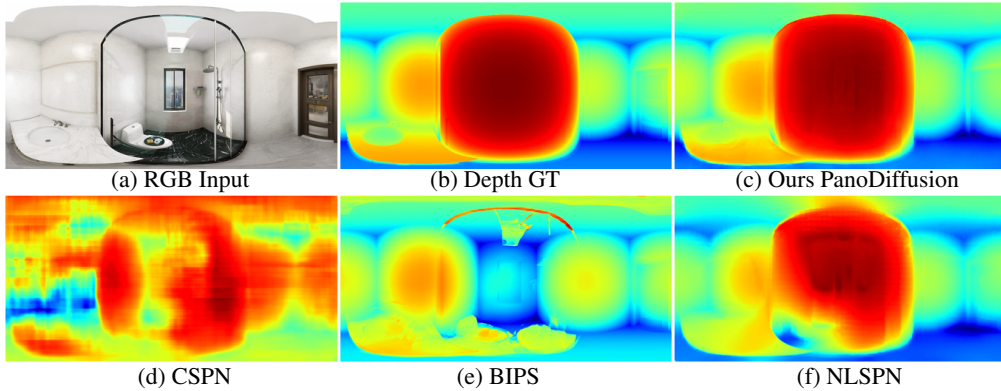 (a) RGB Input
(b) Depth GT
(c) Ours PanoDiffusion
(d) CSPN
(e) BIPS
(f) NLSPN